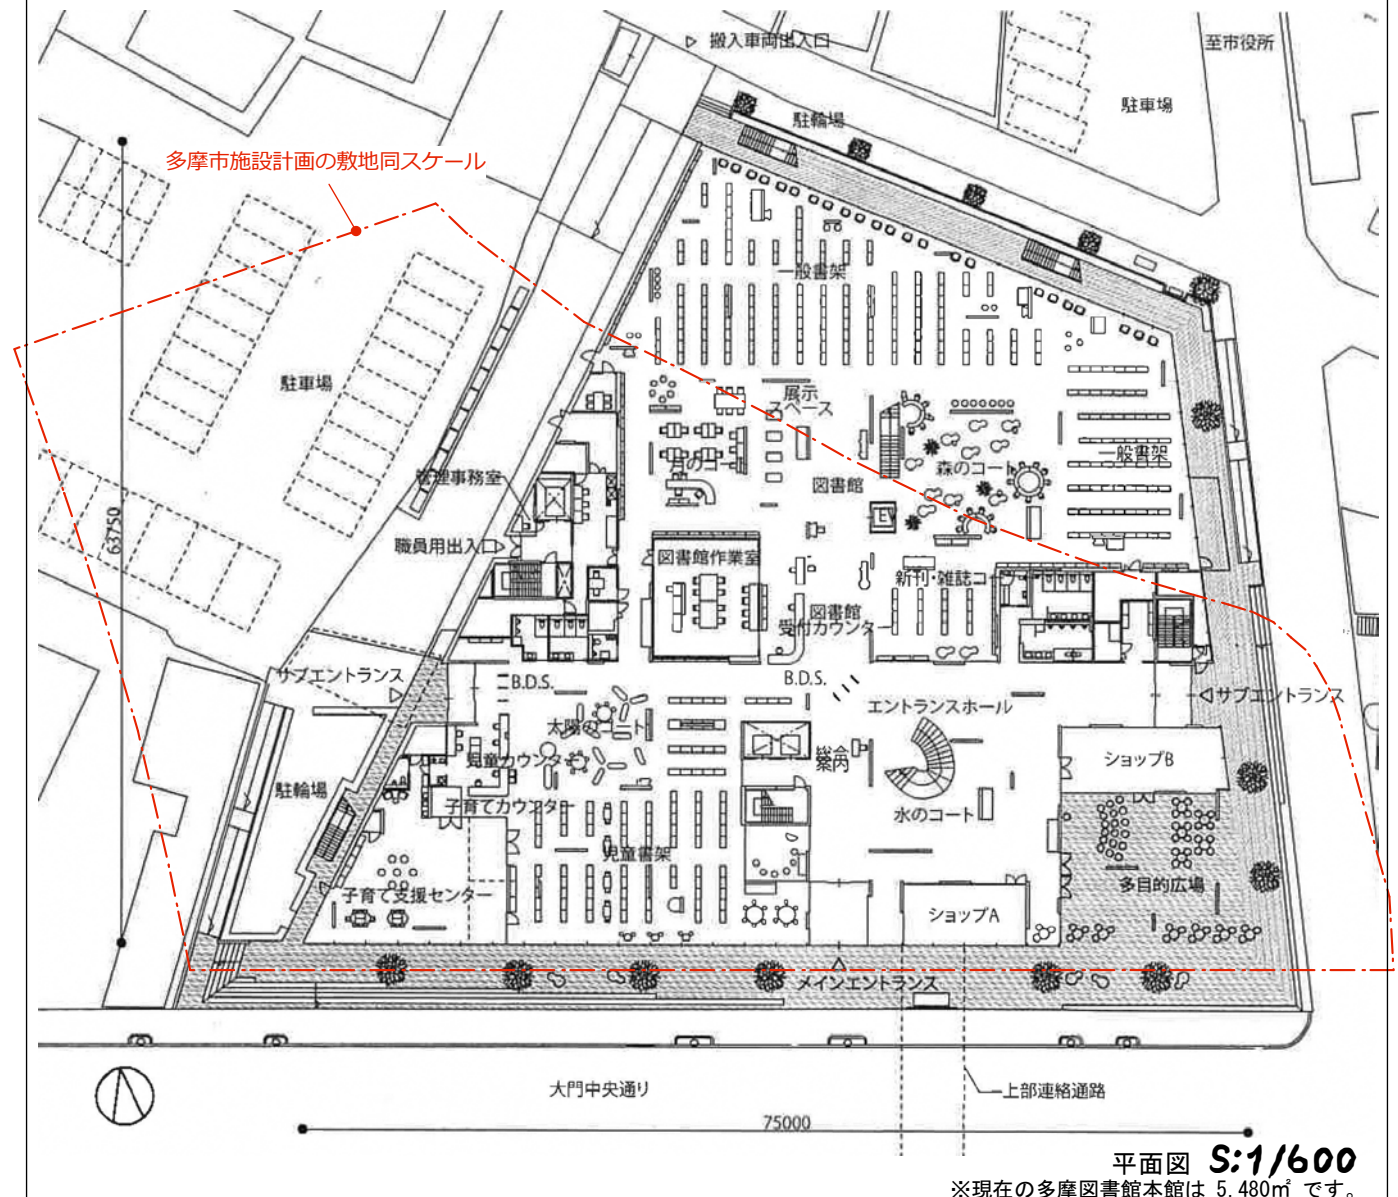 搬入車両出入口
至市役所
駐車場
駐輪場
多摩市施設計画の敷地同スケール
一般書架
駐車場
展示
スペース
一般書架
月のコート
森のコート
管理事務室
図書館
EV
63750
職員用出入口
図書館作業室
新刊・雑誌コ
図書館
受付カウンター
サブエントランス
B.D.S.
B.D.S.
サブエントランス
エントランスホール
太陽のコート
総合
案内
ショップB
児童カウンター
駐輪場
子育てカウンター
水のコート
児童書架
子育て支援センター
多目的広場
ショップA
メインエントランス
大門中央通り
上部連絡通路
75000
平面図 S:1/600
※現在の多摩図書館本館は 5,480㎡ です。